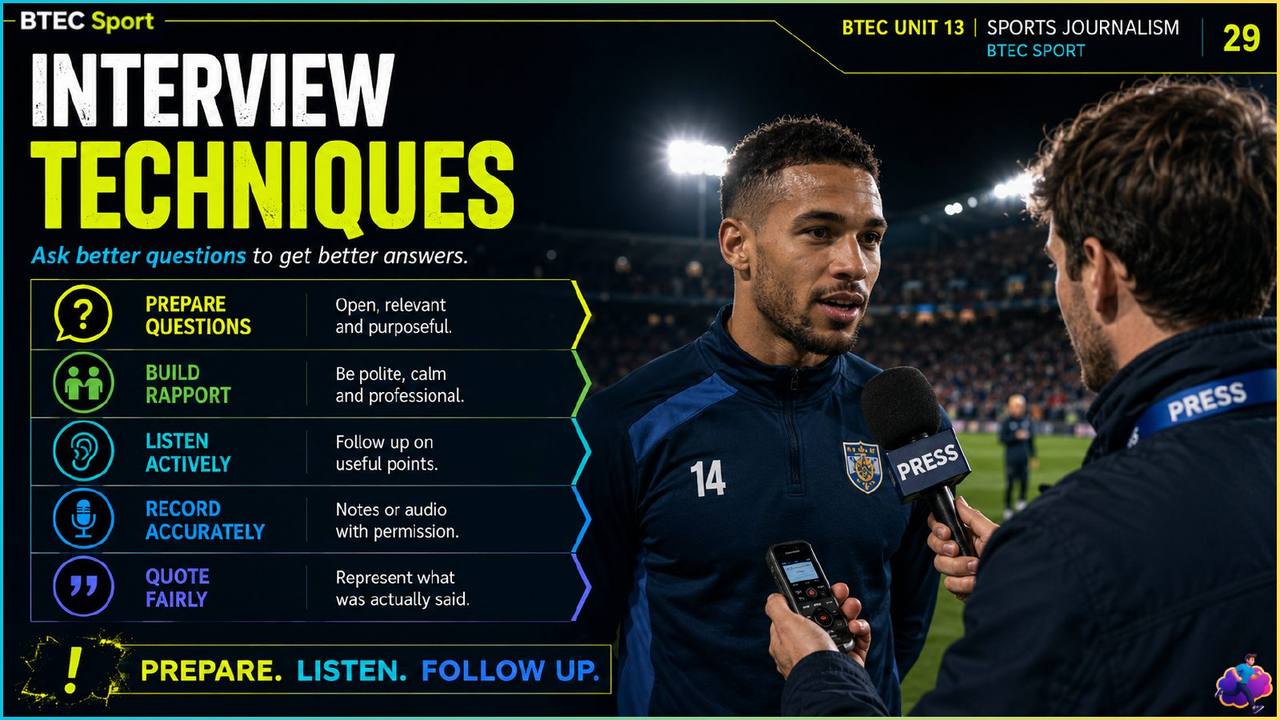 BTEC Sport
BTEC UNIT 13 | SPORTS JOURNALISM
BTEC SPORT
29
INTERVIEW
TECHNIQUES
Ask better questions to get better answers.
PREPARE
QUESTIONS
Open, relevant
and purposeful.
BUILD
RAPPORT
Be polite, calm
and professional.
LISTEN
ACTIVELY
Follow up on
useful points.
RECORD
ACCURATELY
Notes or audio
with permission.
QUOTE
FAIRLY
Represent what
was actually said.
PREPARE. LISTEN. FOLLOW UP.
14
PRESS
PRESS